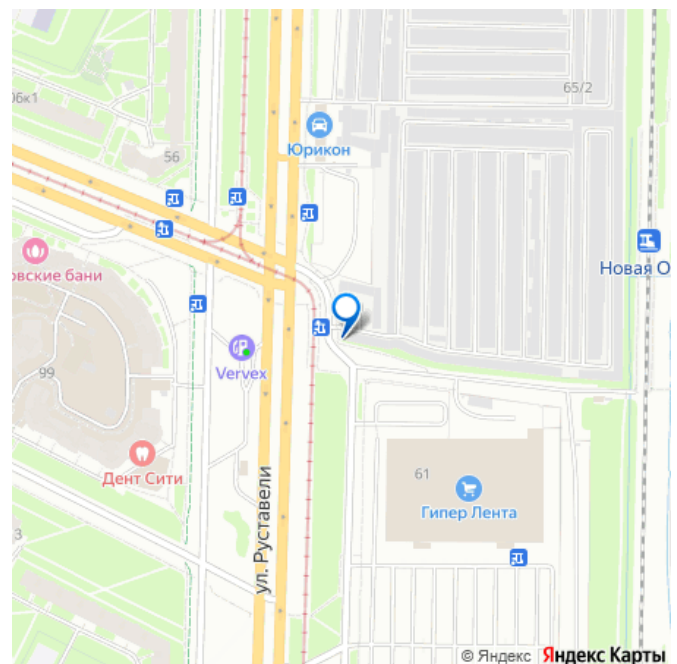 65/2
06к1
Юрикон
56
Новая О
овские бани
Vervex
99
Дент Сити
61
Гипер Лента
3
ул. Руставели
© Яндекс Яндекс Карты